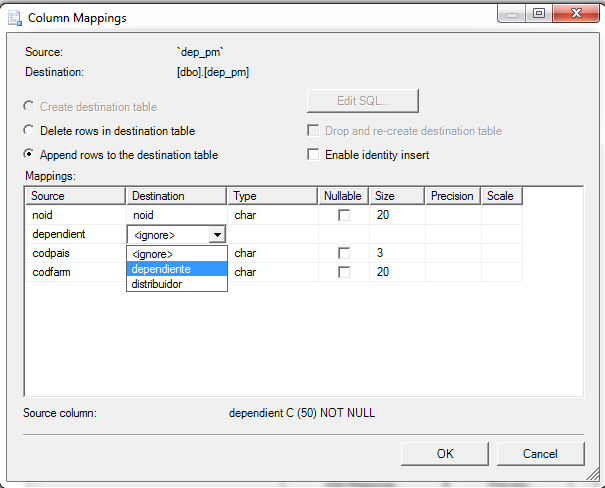 Column Mappings
Source: `dep_pm`
Destination: [dbo].[dep_pm]
Create destination table Edit SQL...
Delete rows in destination table Drop and re-create destination table
Append rows to the destination table Enable identity insert
Mappings:
Source Destination Type Nullable Size Precision Scale
noid noid char 20
dependient <ignore>
codpais <ignore> char 3
codfarm dependiente char 20
distribuidor
Source column: dependient C (50) NOT NULL
OK Cancel